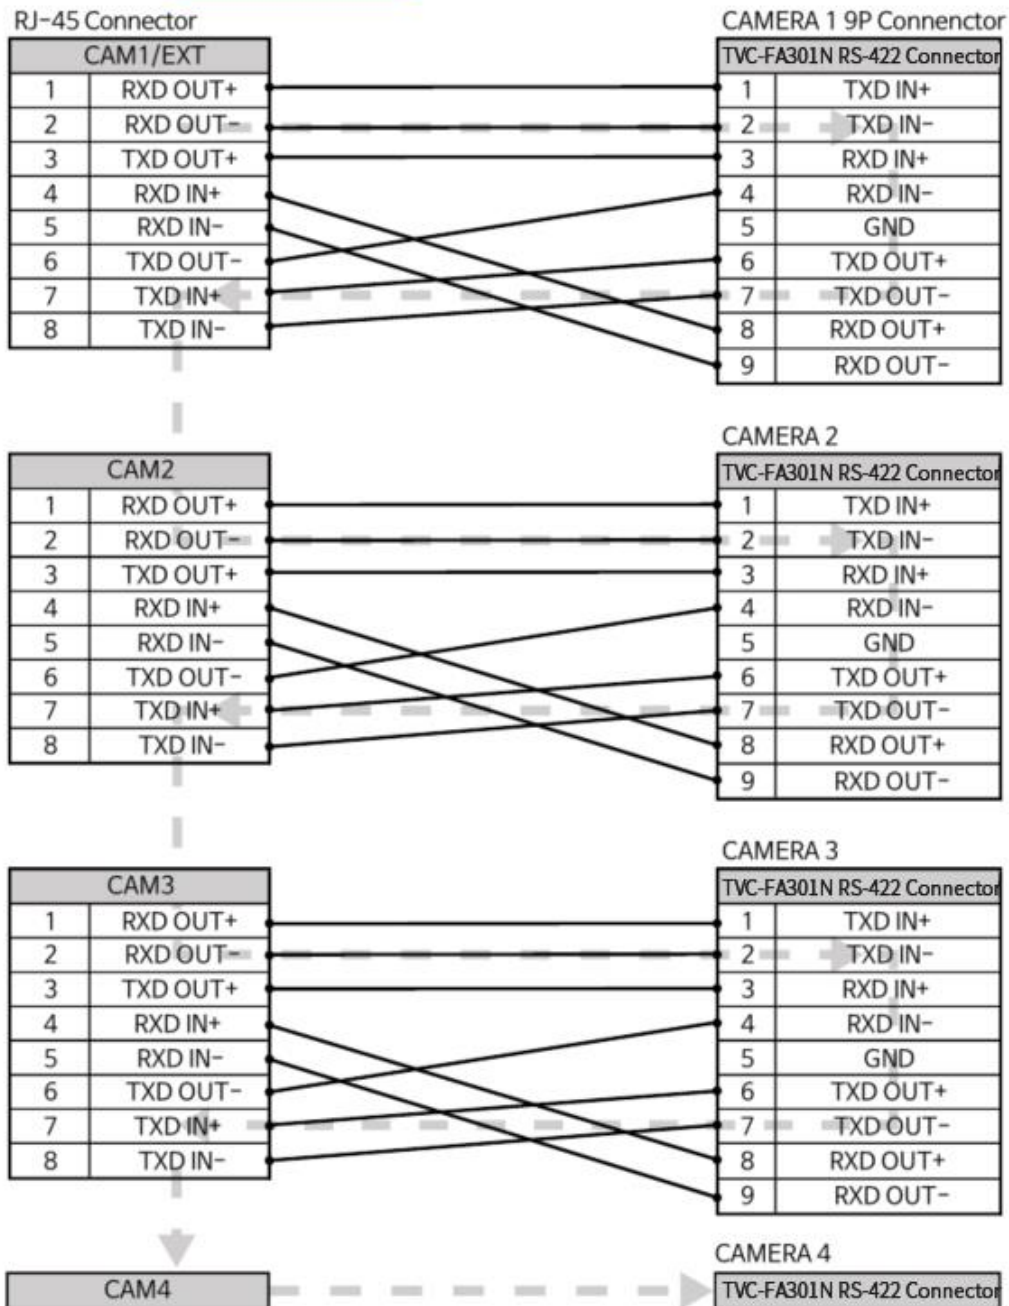 RJ-45 Connector CAMERA 1 9P Connenctor
CAM1/EXT TVC-FA301N RS-422 Connector
1 RXD OUT+ 1 TXD IN+
2 RXD OUT- 2 TXD IN-
3 TXD OUT+ 3 RXD IN+
4 RXD IN+ 4 RXD IN-
5 RXD IN- 5 GND
6 TXD OUT- 6 TXD OUT+
7 TXD IN+ 7 TXD OUT-
8 TXD IN- 8 RXD OUT+
9 RXD OUT-
CAMERA 2
CAM2 TVC-FA301N RS-422 Connector
1 RXD OUT+ 1 TXD IN+
2 RXD OUT- 2 TXD IN-
3 TXD OUT+ 3 RXD IN+
4 RXD IN+ 4 RXD IN-
5 RXD IN- 5 GND
6 TXD OUT- 6 TXD OUT+
7 TXD IN+ 7 TXD OUT-
8 TXD IN- 8 RXD OUT+
9 RXD OUT-
CAMERA 3
CAM3 TVC-FA301N RS-422 Connector
1 RXD OUT+ 1 TXD IN+
2 RXD OUT- 2 TXD IN-
3 TXD OUT+ 3 RXD IN+
4 RXD IN+ 4 RXD IN-
5 RXD IN- 5 GND
6 TXD OUT- 6 TXD OUT+
7 TXD IN+ 7 TXD OUT-
8 TXD IN- 8 RXD OUT+
9 RXD OUT-
CAMERA 4
CAM4 TVC-FA301N RS-422 Connector